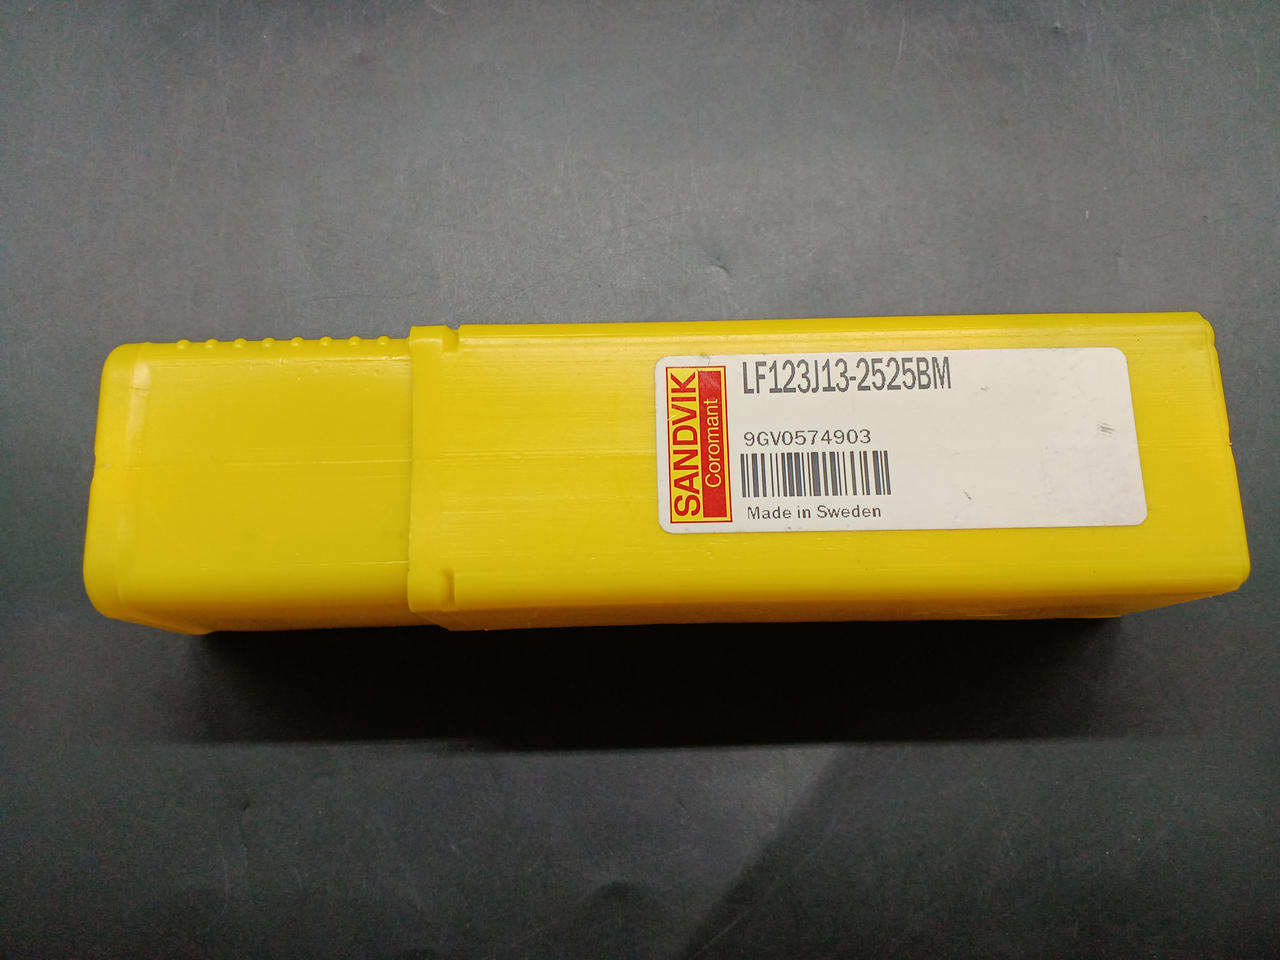 SANDVIK
Coromant
LF123J13-2525BM
9GV0574903
Made in Sweden